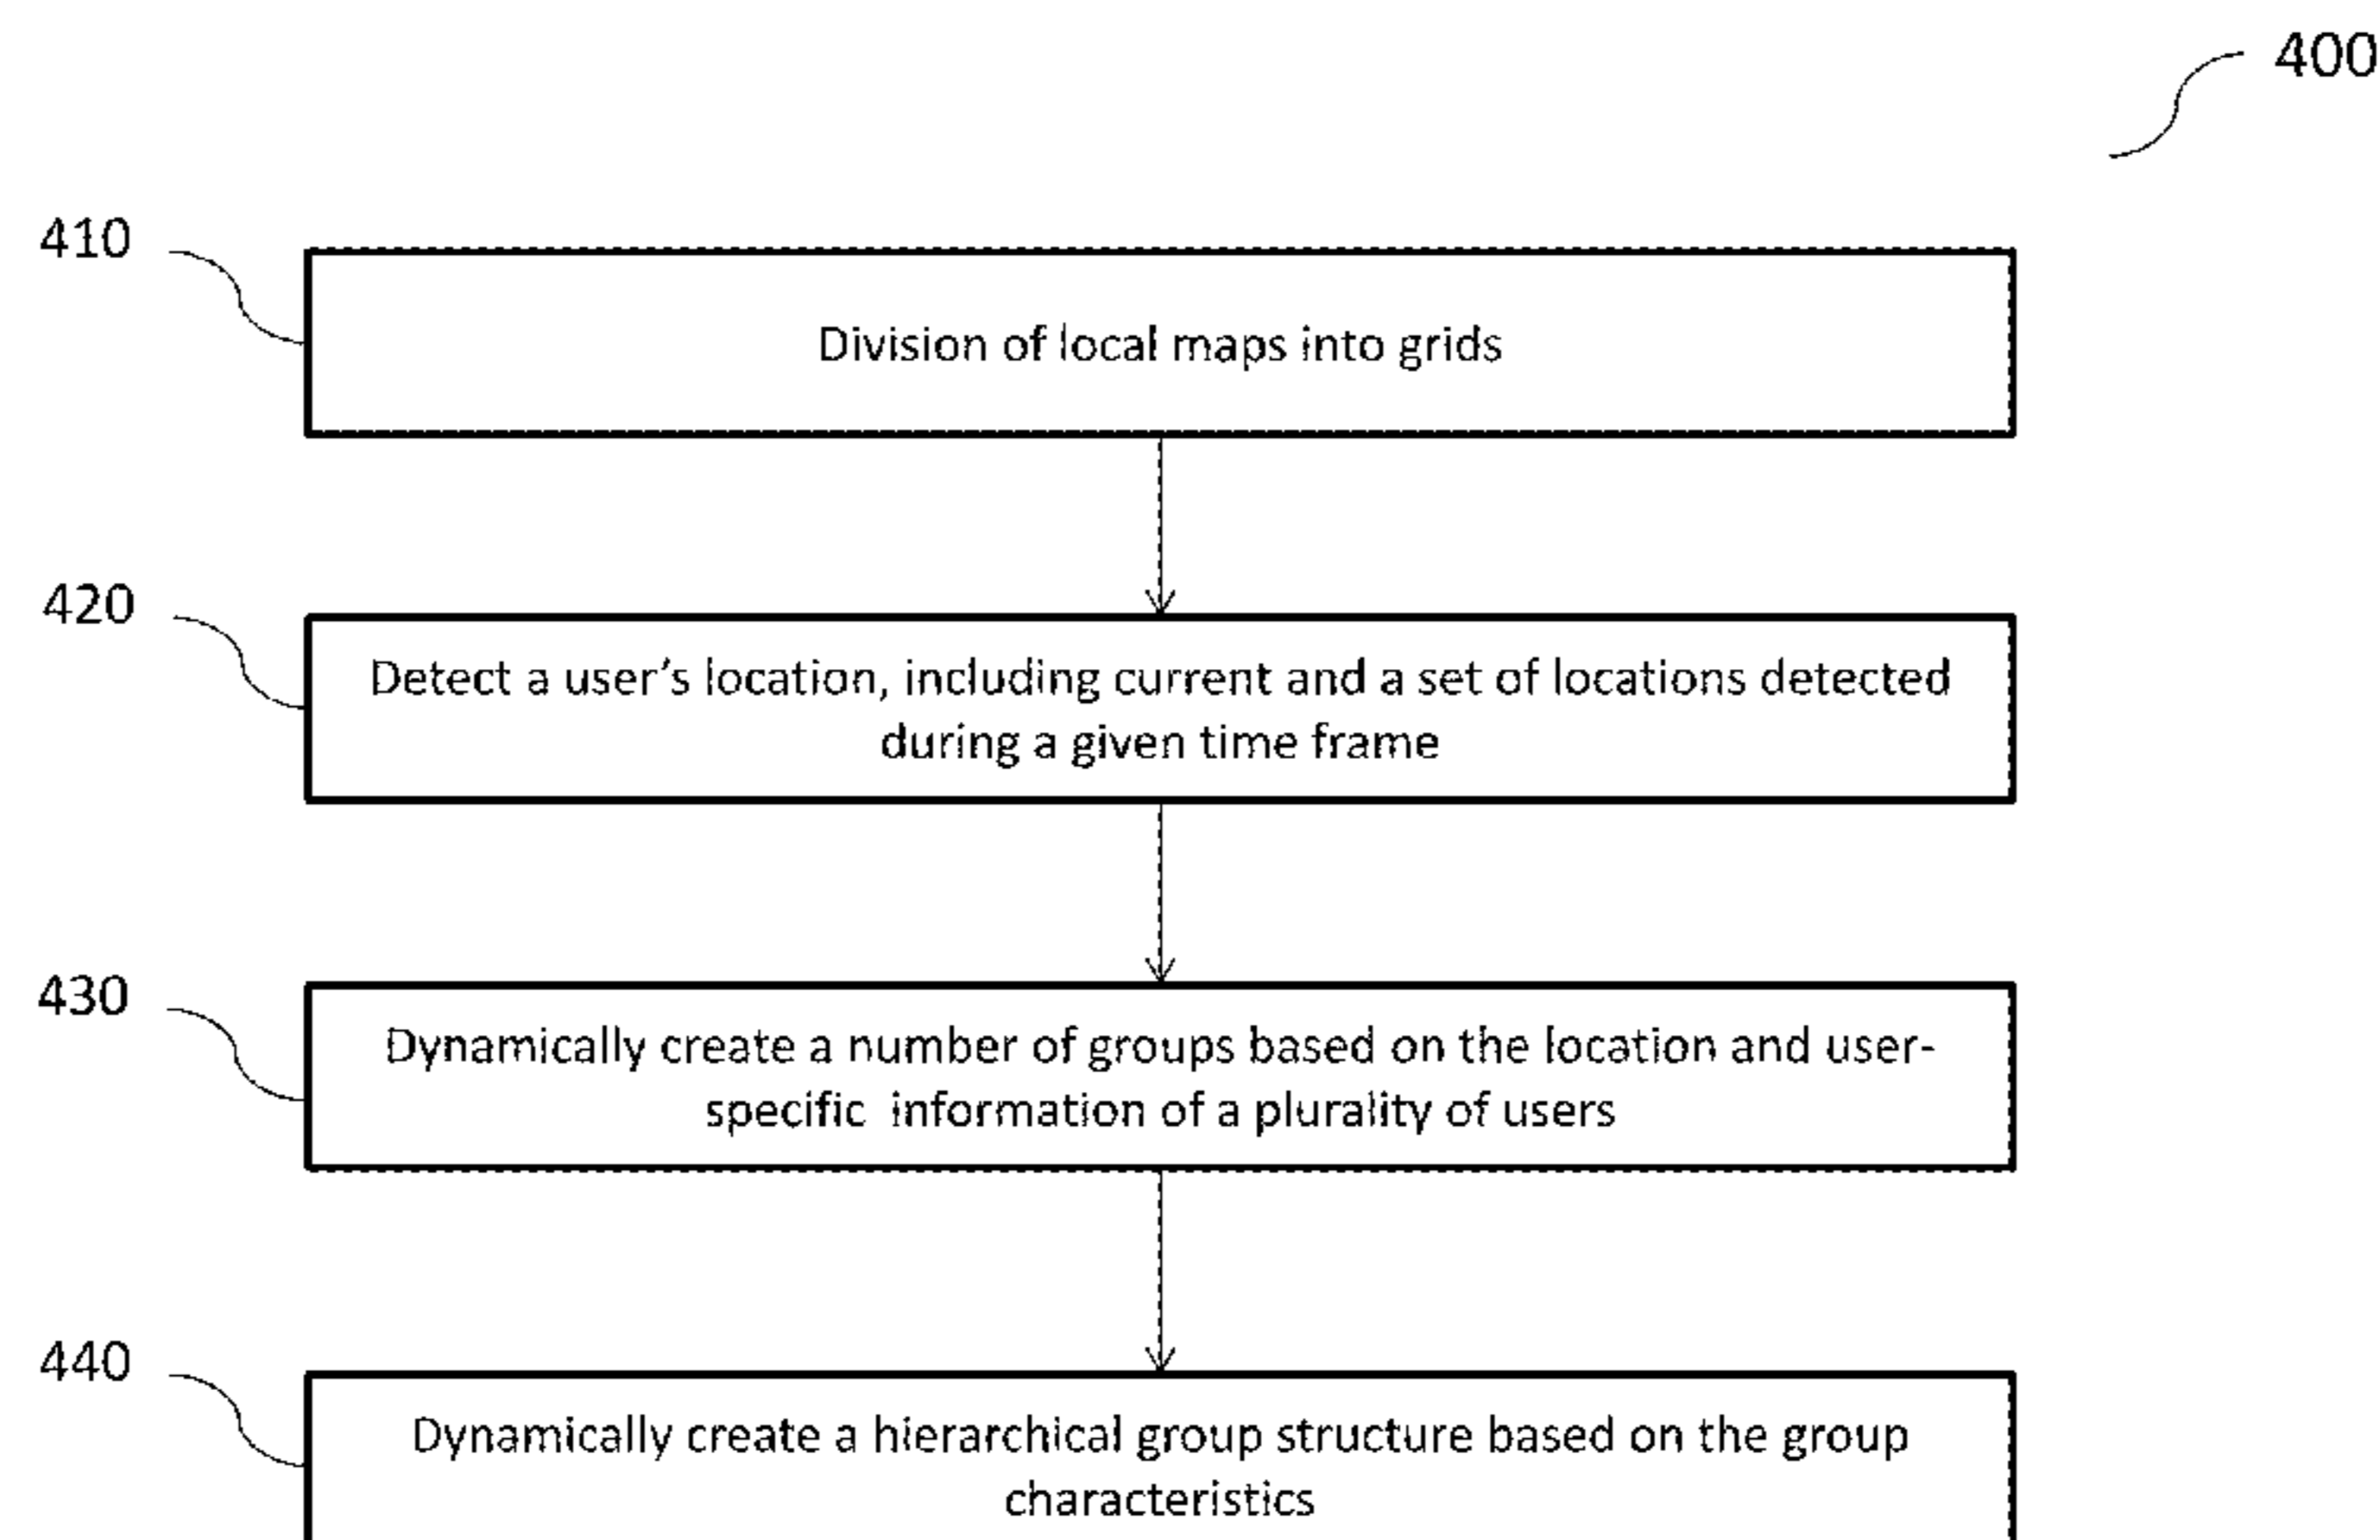 400
410
Division of local maps into grids
420
Detect a user's location, including current and a set of locations detected
during a given time frame
430
Dynamically create a number of groups based on the location and user-
specific information of a plurality of users
440
Dynamically create a hierarchical group structure based on the group
characteristics